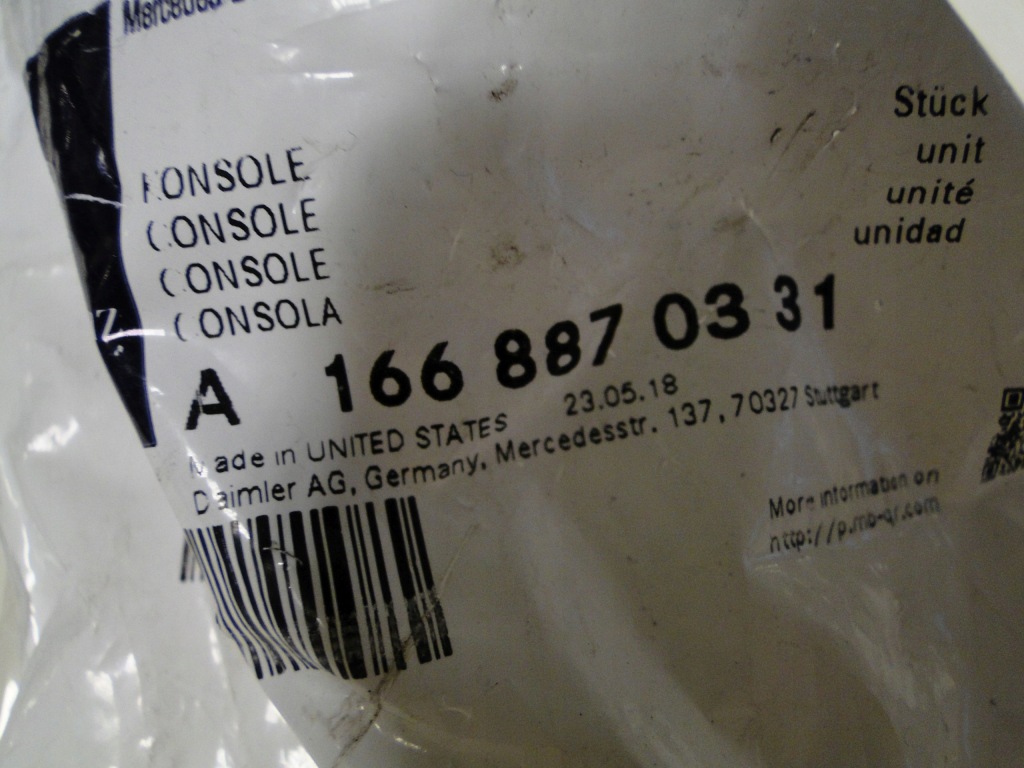 KONSOLE
CONSOLE
CONSOLE
CONSOLA
Stück
unit
unité
unidad
A 166 887 03 31
Made in UNITED STATES 23.05.18
Daimler AG, Germany, Mercedesstr. 137, 70327 Stuttgart
More information on
http://p.mb-qr.com
N